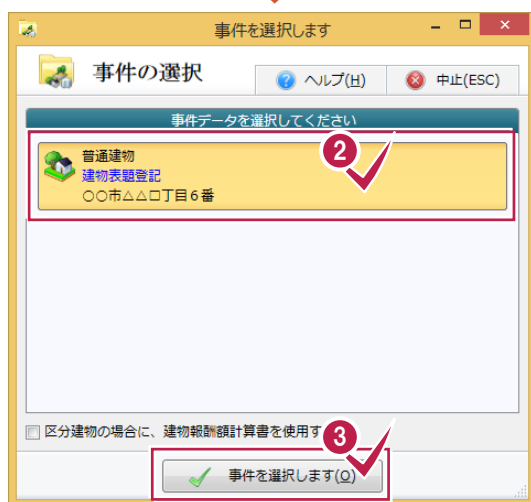 事件を選択します
事件の選択
ヘルプ(H)
中止(ESC)
事件データを選択してください
2
普通建物
建物表題登記
○○市△△□丁目6番
区分建物の場合に、建物報酬額計算書を使用す
3
事件を選択します(O)